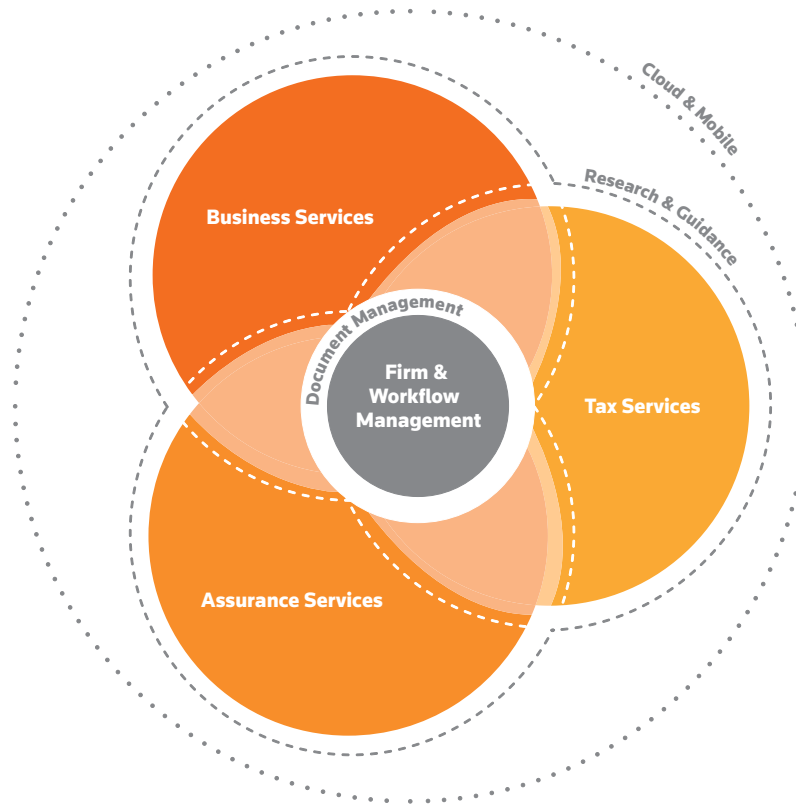 Cloud & Mobile
Research & Guidance
Business Services
Document Management
Firm &
Workflow
Management
Tax Services
Assurance Services